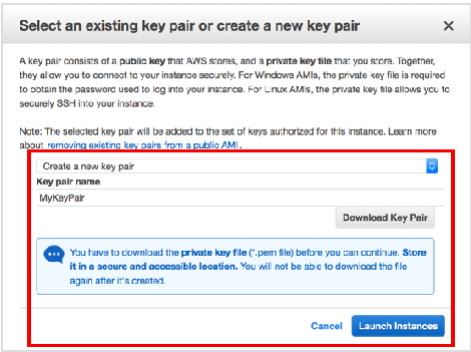 Select an existing key pair or create a new key pair
A key pair consists of a public key that AWS stores, and a private key file that you store. Together,
they allow you to connect to your instance securely. For Windows AMIs, the private key file is required
to obtain the password used to log into your instance. For Linux AMIs, the private key file allows you to
securely SSH into your instance.
Note: The selected key pair will be added to the set of keys authorized for this instance. Learn more
about removing existing key pairs from a public AMI.
Create a new key pair
Key pair name
MyKeyPair
Download Key Pair
You have to download the private key file (*.pem file) before you can continue. Store
it in a secure and accessible location. You will not be able to download the file
again after it's created.
Cancel Launch Instances